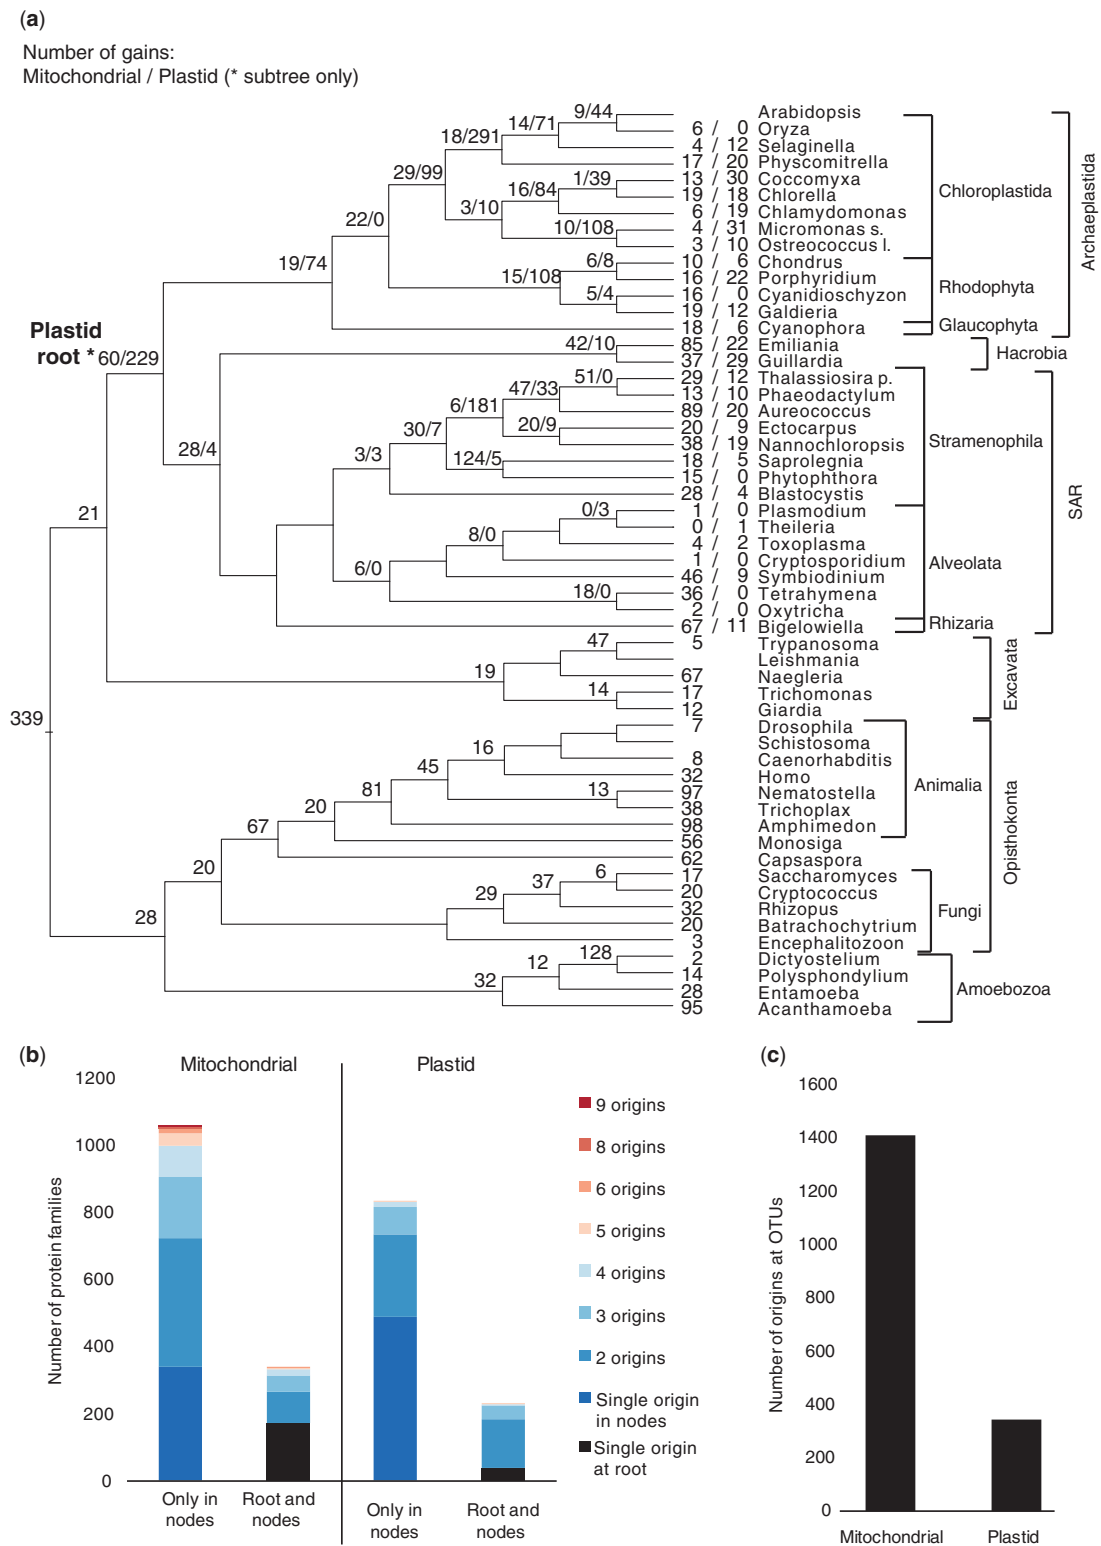 (a)
Number of gains:
Mitochondrial / Plastid (* subtree only)
9/44
Arabidopsis
14/71
6 / 0 Oryza
18/291
4 / 12 Selaginella
17 / 20 Physcomitrella
29/99
1/39
13 / 30 Coccomyxa
16/84
19 / 18 Chlorella
Chloroplastida
3/10
6 / 19 Chlamydomonas
22/0
10/108
4 / 31 Micromonas s.
3 / 10 Ostreococcus l.
Archaeplastida
19/74
6/8
10 / 6 Chondrus
15/108
16 / 22 Porphyridium
Rhodophyta
5/4
16 / 0 Cyanidioschyzon
19 / 12 Galdieria
18 / 6 Cyanophora
Glaucophyta
Plastid
root * 60/229
42/10
85 / 22 Emiliania
37 / 29 Guillardia
Hacrobia
51/0
29 / 12 Thalassiosira p.
47/33
13 / 10 Phaeodactylum
6/181
89 / 20 Aureococcus
30/7
20/9
20 / 9 Ectocarpus
38 / 19 Nannochloropsis
Stramenophila
28/4
3/3
124/5
18 / 5 Saprolegnia
15 / 0 Phytophthora
28 / 4 Blastocystis
SAR
21
0/3
1 / 0 Plasmodium
0 / 1 Theileria
8/0
4 / 2 Toxoplasma
1 / 0 Cryptosporidium
Alveolata
6/0
46 / 9 Symbiodinium
18/0
36 / 0 Tetrahymena
2 / 0 Oxytricha
67 / 11 Bigelowiella
Rhizaria
47
5 Trypanosoma
Leishmania
19
67 Naegleria
14
17 Trichomonas
12 Giardia
Excavata
339
7 Drosophila
16
Schistosoma
8 Caenorhabditis
45
32 Homo
81
13
97 Nematostella
38 Trichoplax
Animalia
20
98 Amphimedon
67
56 Monosiga
62 Capsaspora
Opisthokonta
20
6
17 Saccharomyces
37
20 Cryptococcus
29
32 Rhizopus
Fungi
28
20 Batrachochytrium
3 Encephalitozoon
128
2 Dictyostelium
12
14 Polysphondylium
32
28 Entamoeba
95 Acanthamoeba
Amoebozoa
(b)
Mitochondrial
Plastid
Number of protein families
1200
1000
800
600
400
200
0
Only in
nodes
Root and
nodes
Only in
nodes
Root and
nodes
9 origins
8 origins
6 origins
5 origins
4 origins
3 origins
2 origins
Single origin
in nodes
Single origin
at root
(c)
Number of origins at OTUs
1600
1400
1200
1000
800
600
400
200
0
Mitochondrial
Plastid